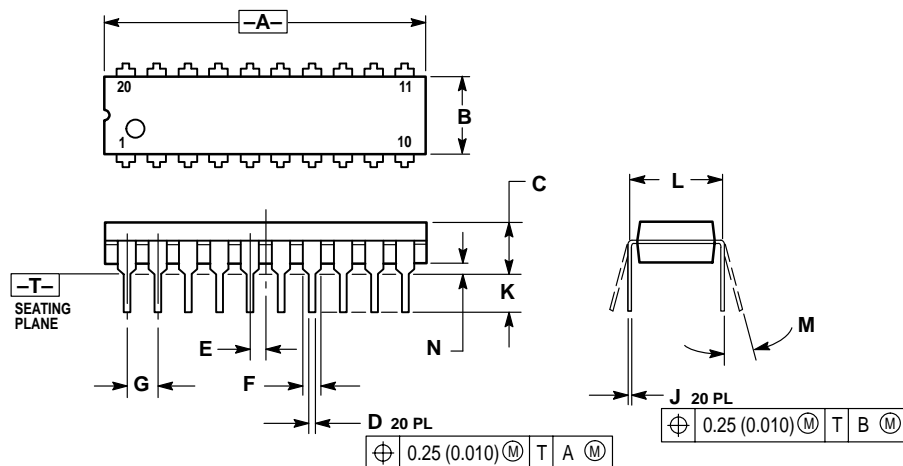 –A–
20 11
B
1 10
C
L
–T–
SEATING
PLANE
K
M
E
N
G
F
J 20 PL
D 20 PL
⌖ 0.25 (0.010) Ⓜ T B Ⓜ
⌖ 0.25 (0.010) Ⓜ T A Ⓜ